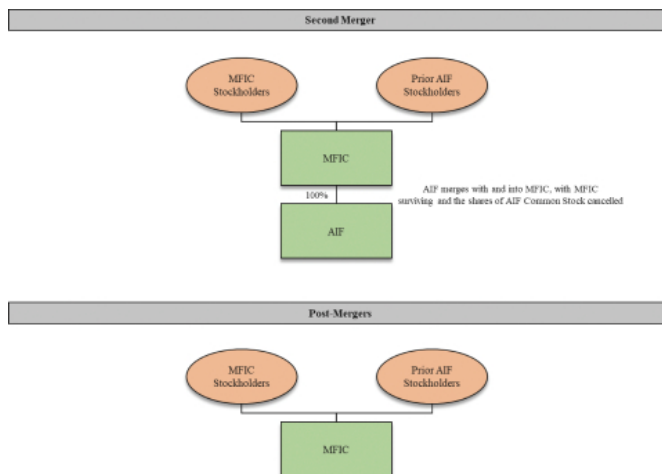 Second Merger
MFIC
Stockholders
Prior AIF
Stockholders
MFIC
100%
AIF merges with and into MFIC, with MFIC
surviving and the shares of AIF Common Stock cancelled
AIF
Post-Mergers
MFIC
Stockholders
Prior AIF
Stockholders
MFIC